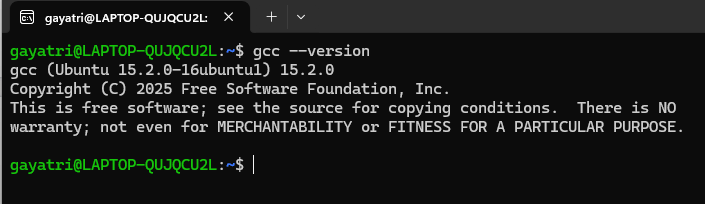 gayatri@LAPTOP-QUJQCU2L:
gayatri@LAPTOP-QUJQCU2L:~$ gcc --version
gcc (Ubuntu 15.2.0-16ubuntu1) 15.2.0
Copyright (C) 2025 Free Software Foundation, Inc.
This is free software; see the source for copying conditions.  There is NO
warranty; not even for MERCHANTABILITY or FITNESS FOR A PARTICULAR PURPOSE.
gayatri@LAPTOP-QUJQCU2L:~$